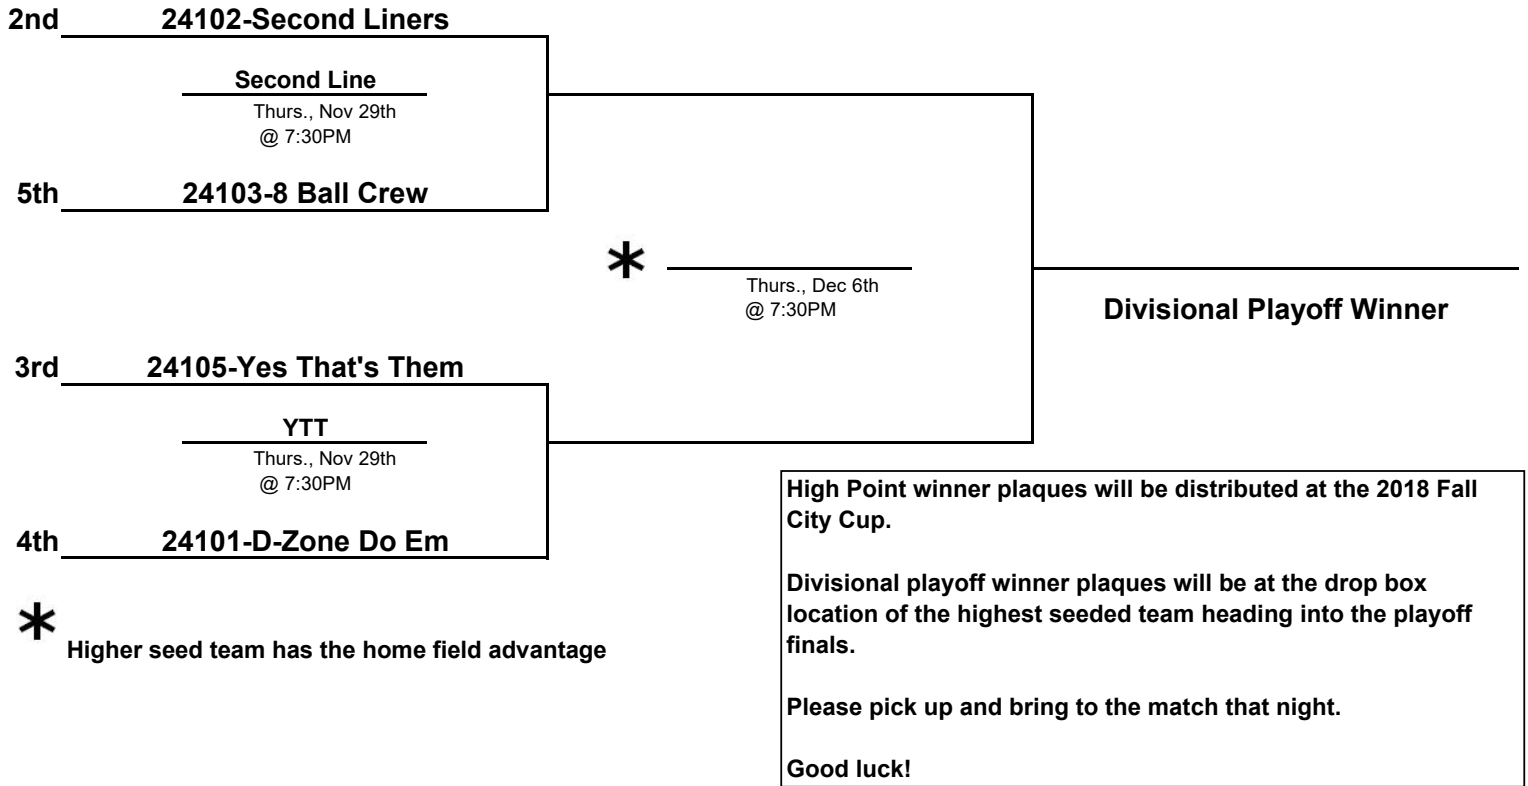 2nd 24102-Second Liners
Second Line
Thurs., Nov 29th
@ 7:30PM
5th 24103-8 Ball Crew
*
Thurs., Dec 6th
@ 7:30PM
Divisional Playoff Winner
3rd 24105-Yes That's Them
YTT
Thurs., Nov 29th
@ 7:30PM
4th 24101-D-Zone Do Em
*
Higher seed team has the home field advantage
High Point winner plaques will be distributed at the 2018 Fall
City Cup.
Divisional playoff winner plaques will be at the drop box
location of the highest seeded team heading into the playoff
finals.
Please pick up and bring to the match that night.
Good luck!